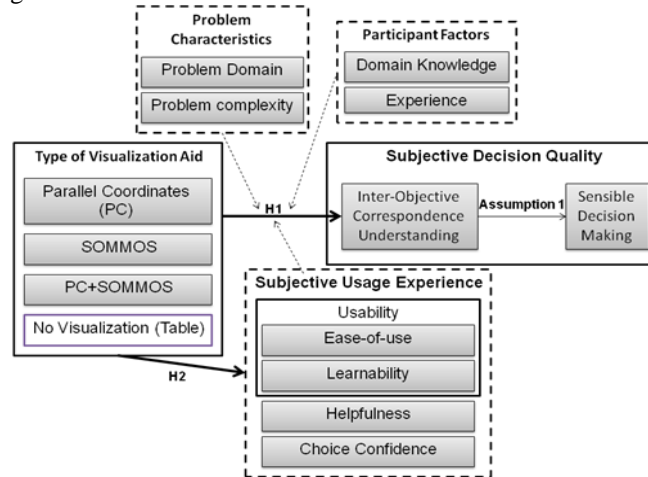 Problem
Characteristics
Problem Domain
Problem complexity
Participant Factors
Domain Knowledge
Experience
Type of Visualization Aid
Parallel Coordinates
(PC)
SOMMOS
PC+SOMMOS
No Visualization (Table)
H1
Subjective Decision Quality
Inter-Objective
Correspondence
Understanding
Assumption 1
Sensible
Decision
Making
H2
Subjective Usage Experience
Usability
Ease-of-use
Learnability
Helpfulness
Choice Confidence